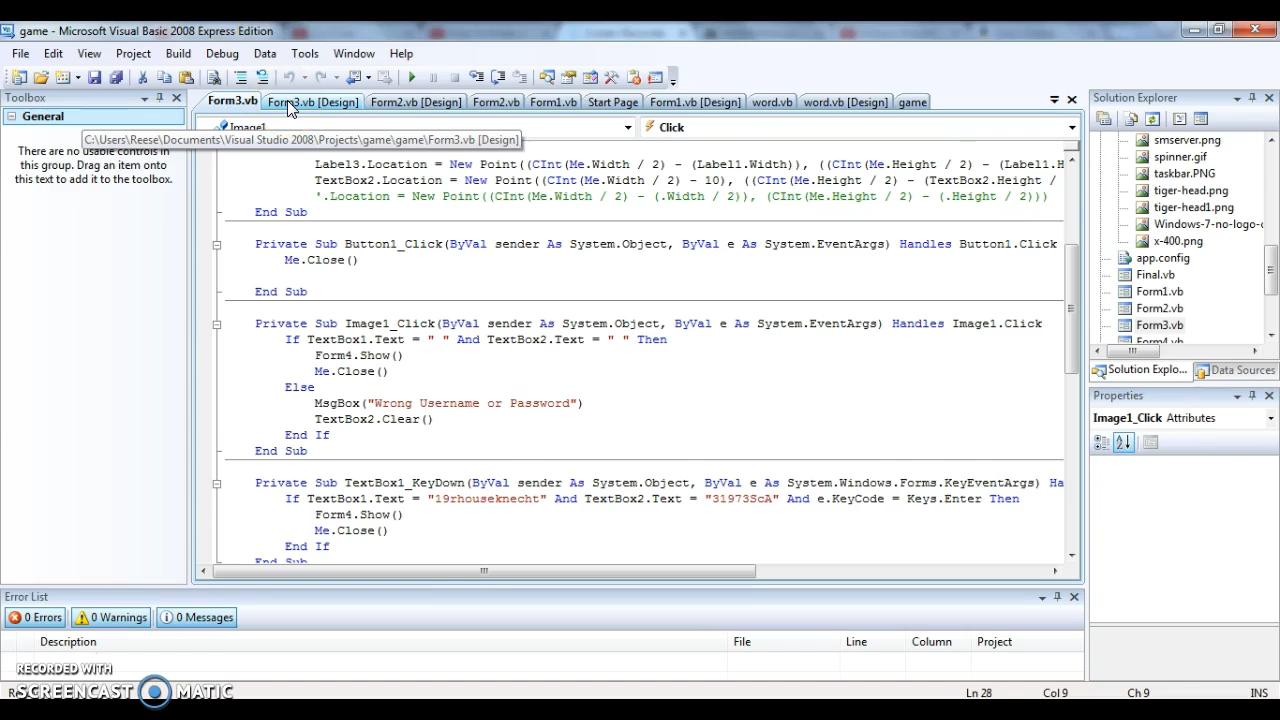 game - Microsoft Visual Basic 2008 Express Edition
File Edit View Project Build Debug Data Tools Window Help
Toolbox
General
There are no usable controls in
this group. Drag an item onto
this text to add it to the toolbox.
Form3.vb Form3.vb [Design] Form2.vb [Design] Form2.vb Form1.vb Start Page Form1.vb [Design] word.vb word.vb [Design] game
Image1 Click
C:\Users\Reese\Documents\Visual Studio 2008\Projects\game\game\Form3.vb [Design]
Label3.Location = New Point((CInt(Me.Width / 2) - (Label1.Width)), ((CInt(Me.Height / 2) - (Label1.H
TextBox2.Location = New Point((CInt(Me.Width / 2) - 10), ((CInt(Me.Height / 2) - (TextBox2.Height /
'.Location = New Point((CInt(Me.Width / 2) - (.Width / 2)), (CInt(Me.Height / 2) - (.Height / 2)))
End Sub
Private Sub Button1_Click(ByVal sender As System.Object, ByVal e As System.EventArgs) Handles Button1.Click
Me.Close()
End Sub
Private Sub Image1_Click(ByVal sender As System.Object, ByVal e As System.EventArgs) Handles Image1.Click
If TextBox1.Text = " " And TextBox2.Text = " " Then
Form4.Show()
Me.Close()
Else
MsgBox("Wrong Username or Password")
TextBox2.Clear()
End If
End Sub
Private Sub TextBox1_KeyDown(ByVal sender As System.Object, ByVal e As System.Windows.Forms.KeyEventArgs) Ha
If TextBox1.Text = "19rhouseknecht" And TextBox2.Text = "31973ScA" And e.KeyCode = Keys.Enter Then
Form4.Show()
Me.Close()
End If
End Sub
Solution Explorer
smserver.png
spinner.gif
taskbar.PNG
tiger-head.png
tiger-head1.png
Windows-7-no-logo-
x-400.png
app.config
Final.vb
Form1.vb
Form2.vb
Form3.vb
Form4.vb
Solution Explo... Data Sources
Properties
Image1_Click Attributes
Error List
0 Errors 0 Warnings 0 Messages
Description File Line Column Project
RECORDED WITH
SCREENCAST MATIC
Ln 28 Col 9 Ch 9 INS